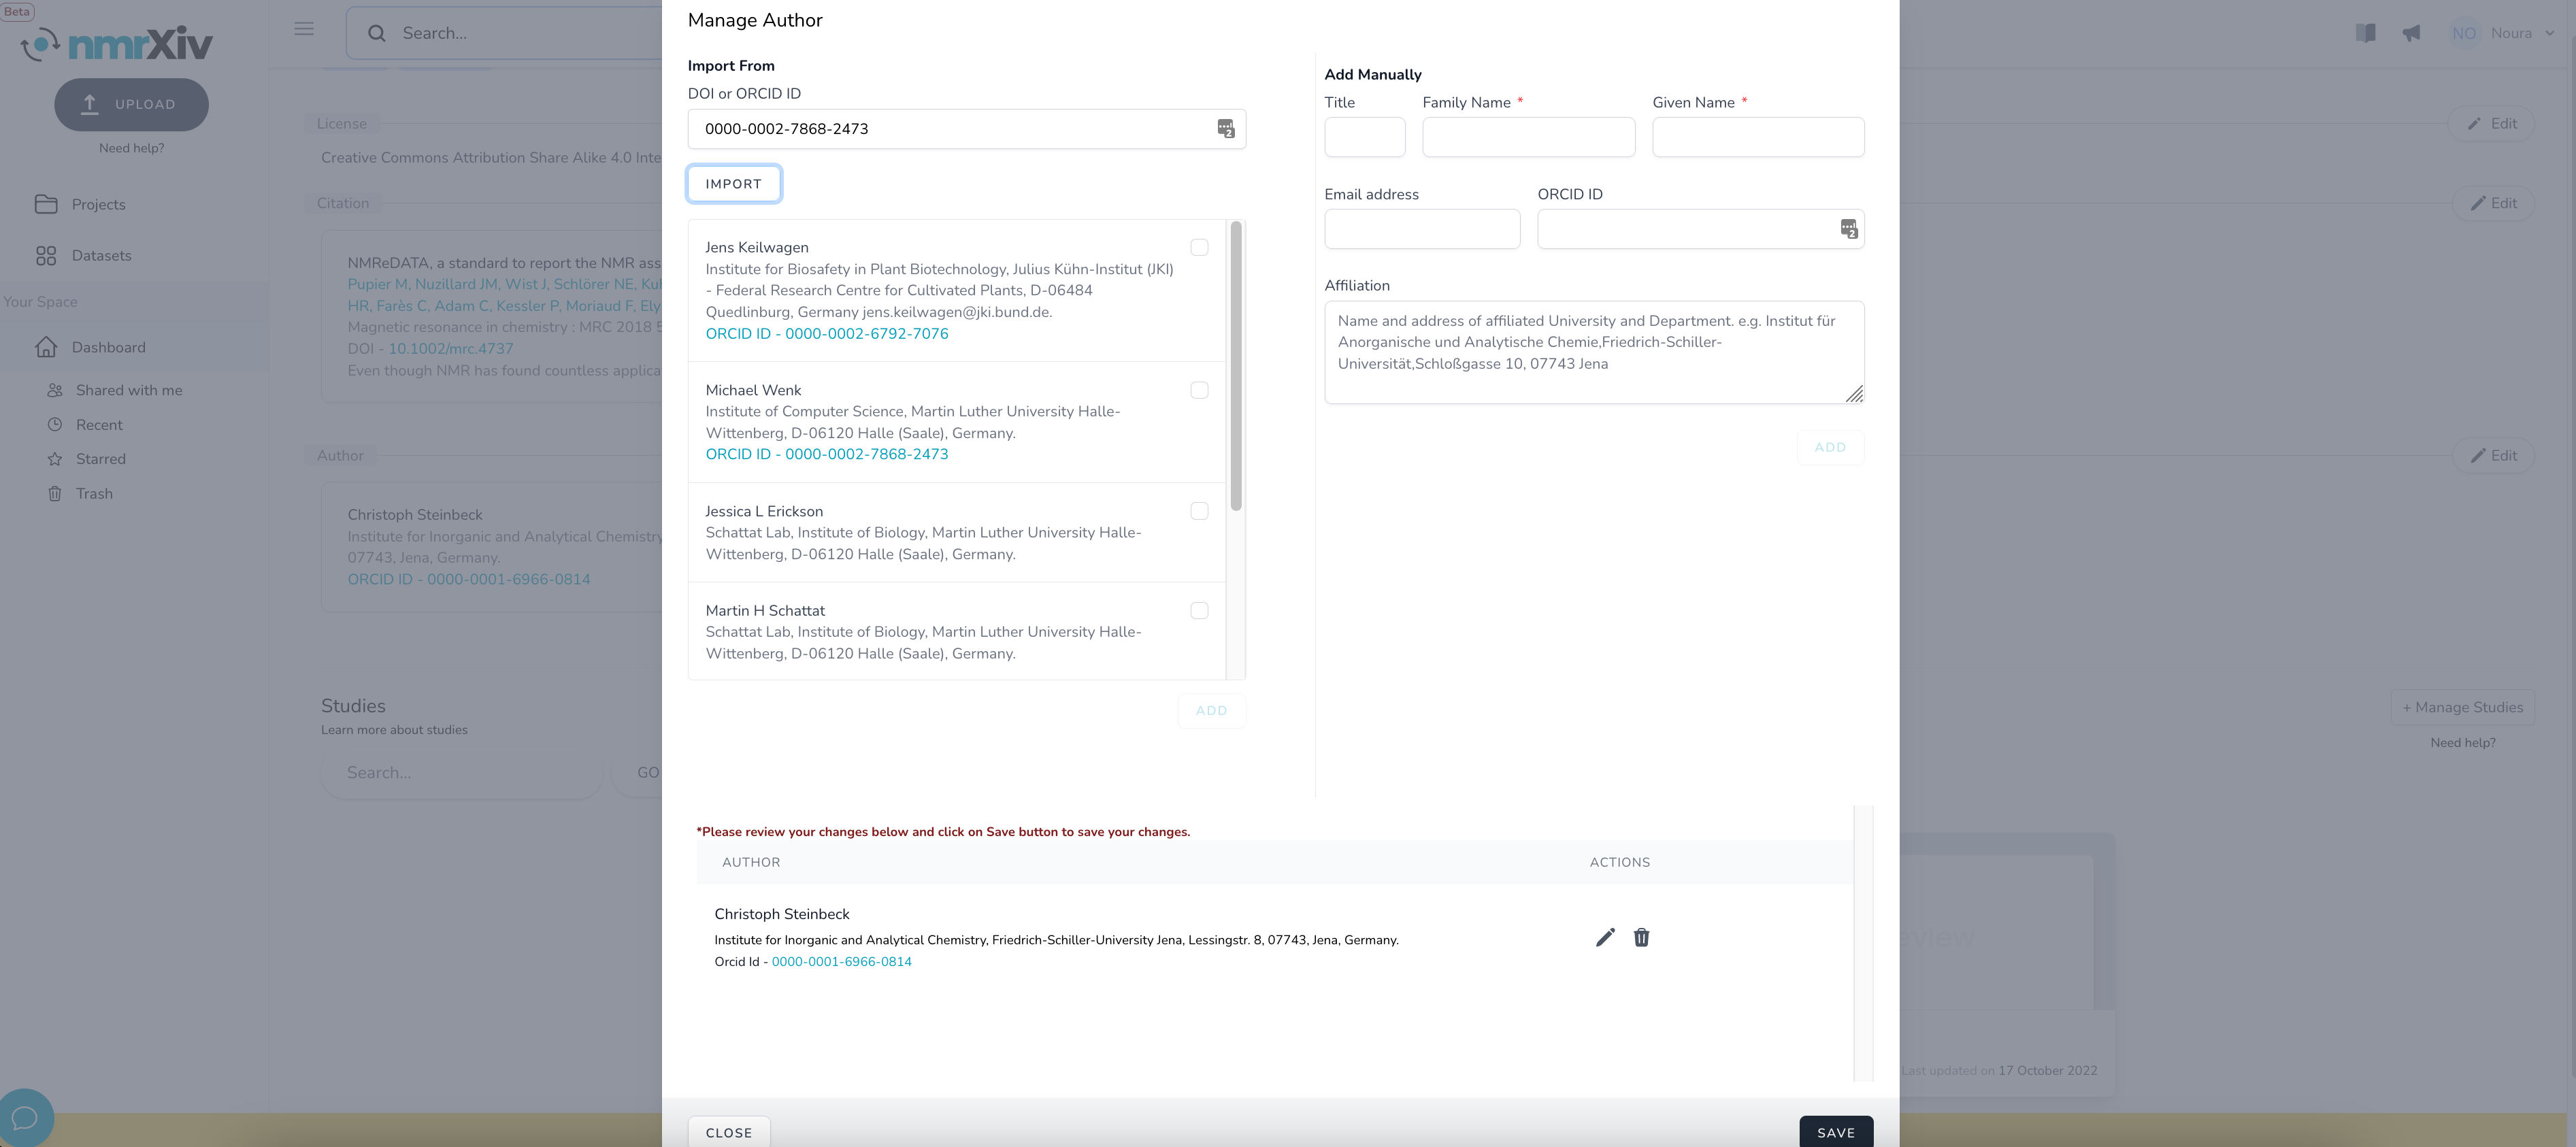 Beta
nmrXiv
UPLOAD
Need help?
Projects
Datasets
Your Space
Dashboard
Shared with me
Recent
Starred
Trash
Search...
NO Noura
License
Edit
Creative Commons Attribution Share Alike 4.0 Inte
Citation
Edit
NMReDATA, a standard to report the NMR ass
Pupier M, Nuzillard JM, Wist J, Schlörer NE, Kul
HR, Farès C, Adam C, Kessler P, Moriaud F, Ely
Magnetic resonance in chemistry : MRC 2018 5
DOI - 10.1002/mrc.4737
Even though NMR has found countless applica
Author
Edit
Christoph Steinbeck
Institute for Inorganic and Analytical Chemistry
07743, Jena, Germany.
ORCID ID - 0000-0001-6966-0814
Studies
Learn more about studies
Search...
GO
+ Manage Studies
Need help?
eview
Last updated on 17 October 2022
Manage Author
Import From
DOI or ORCID ID
0000-0002-7868-2473
2
IMPORT
Jens Keilwagen
Institute for Biosafety in Plant Biotechnology, Julius Kühn-Institut (JKI)
- Federal Research Centre for Cultivated Plants, D-06484
Quedlinburg, Germany jens.keilwagen@jki.bund.de.
ORCID ID - 0000-0002-6792-7076
Michael Wenk
Institute of Computer Science, Martin Luther University Halle-
Wittenberg, D-06120 Halle (Saale), Germany.
ORCID ID - 0000-0002-7868-2473
Jessica L Erickson
Schattat Lab, Institute of Biology, Martin Luther University Halle-
Wittenberg, D-06120 Halle (Saale), Germany.
Martin H Schattat
Schattat Lab, Institute of Biology, Martin Luther University Halle-
Wittenberg, D-06120 Halle (Saale), Germany.
ADD
Add Manually
Title Family Name * Given Name *
Email address ORCID ID
2
Affiliation
Name and address of affiliated University and Department. e.g. Institut für
Anorganische und Analytische Chemie,Friedrich-Schiller-
Universität,Schloßgasse 10, 07743 Jena
ADD
*Please review your changes below and click on Save button to save your changes.
AUTHOR ACTIONS
Christoph Steinbeck
Institute for Inorganic and Analytical Chemistry, Friedrich-Schiller-University Jena, Lessingstr. 8, 07743, Jena, Germany.
Orcid Id - 0000-0001-6966-0814
CLOSE SAVE